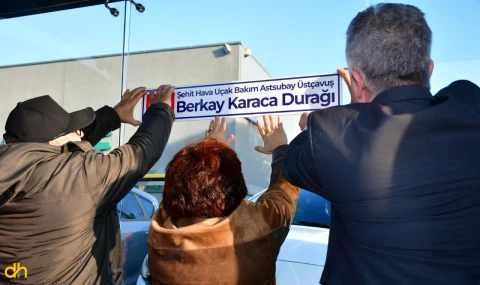 Şehit Hava Uçak Bakım Astsubay Üstçavuş
Berkay Karaca Durağı
dh